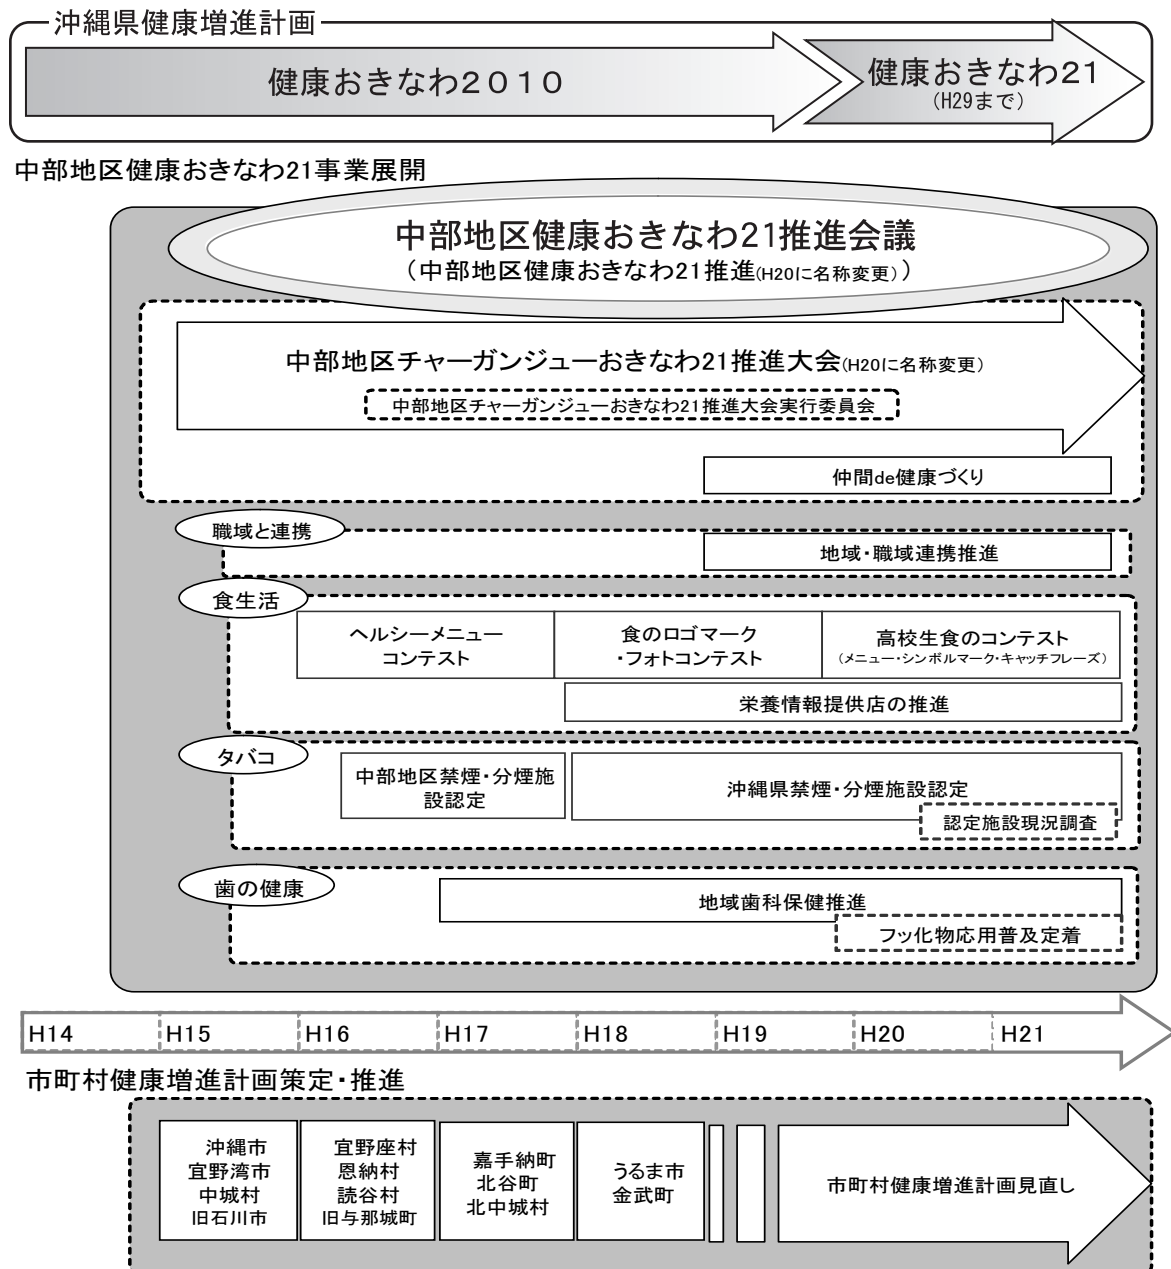 沖縄県健康増進計画
健康おきなわ2010
健康おきなわ21
(H29まで)
中部地区健康おきなわ21事業展開
中部地区健康おきなわ21推進会議
(中部地区健康おきなわ21推進(H20に名称変更))
中部地区チャーガンジューおきなわ21推進大会(H20に名称変更)
中部地区チャーガンジューおきなわ21推進大会実行委員会
仲間de健康づくり
職域と連携
地域・職域連携推進
食生活
ヘルシーメニュー
コンテスト
食のロゴマーク
・フォトコンテスト
高校生食のコンテスト
(メニュー・シンボルマーク・キャッチフレーズ)
栄養情報提供店の推進
タバコ
中部地区禁煙・分煙施
設認定
沖縄県禁煙・分煙施設認定
認定施設現況調査
歯の健康
地域歯科保健推進
フッ化物応用普及定着
H14 H15 H16 H17 H18 H19 H20 H21
市町村健康増進計画策定・推進
沖縄市
宜野湾市
中城村
旧石川市
宜野座村
恩納村
読谷村
旧与那城町
嘉手納町
北谷町
北中城村
うるま市
金武町
市町村健康増進計画見直し